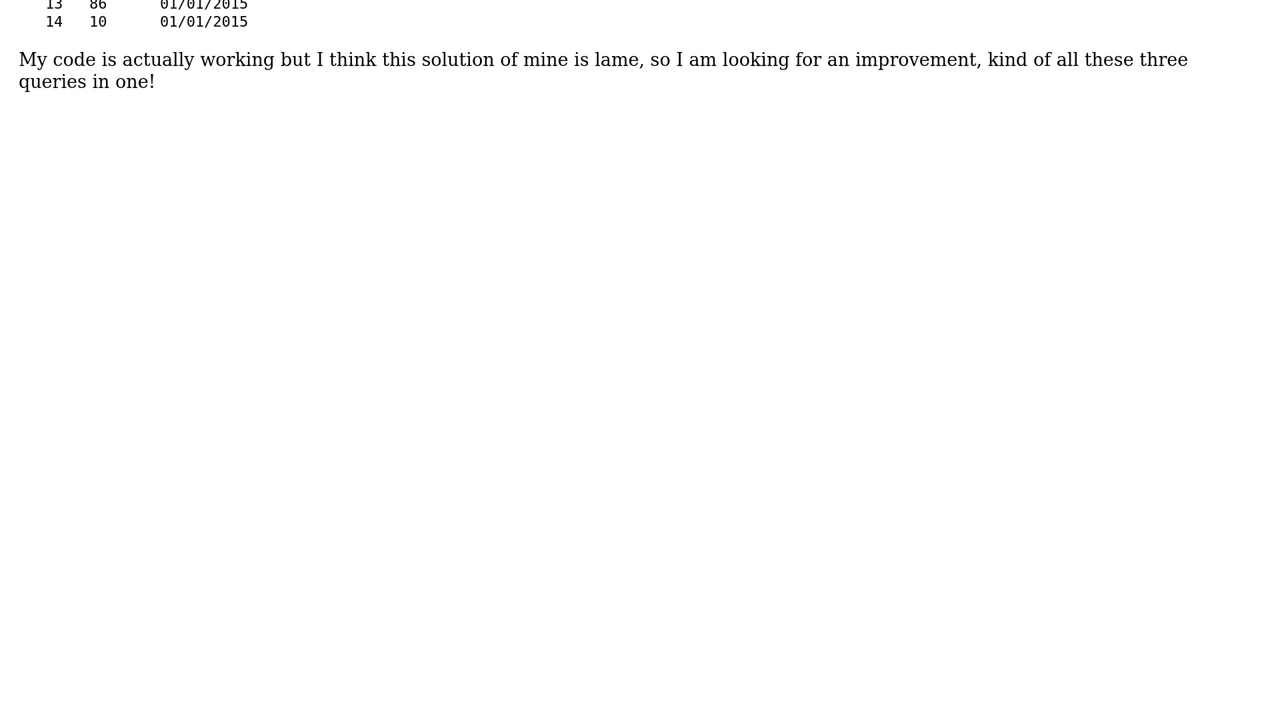 13 86 01/01/2015
14 10 01/01/2015
My code is actually working but I think this solution of mine is lame, so I am looking for an improvement, kind of all these three
queries in one!